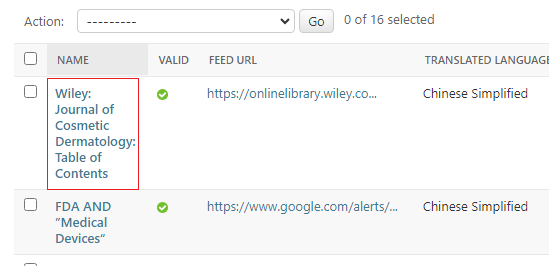 Action: --------- Go 0 of 16 selected
NAME VALID FEED URL TRANSLATED LANGUAGE
Wiley: https://onlinelibrary.wiley.co... Chinese Simplified
Journal of
Cosmetic
Dermatology:
Table of
Contents
FDA AND https://www.google.com/alerts/... Chinese Simplified
“Medical
Devices”